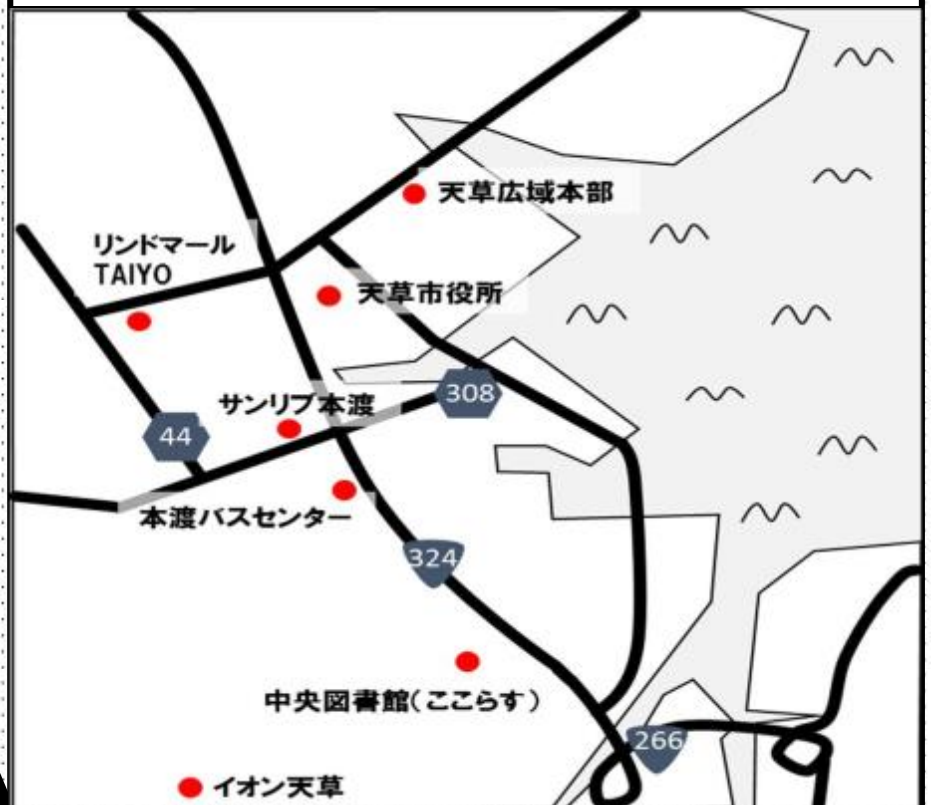 天草広域本部
リンドマール
TAIYO
天草市役所
サンリブ本渡
308
44
本渡バスセンター
324
中央図書館(ここらす)
266
イオン天草